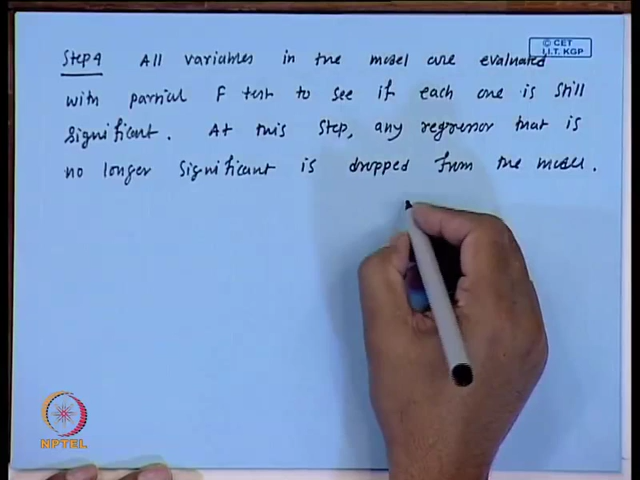 © CET
I.I.T. KGP
Step 4 All variables in the model are evaluated
with partial F test to see if each one is still
significant. At this step, any regressor that is
no longer significant is dropped from the model.
NPTEL